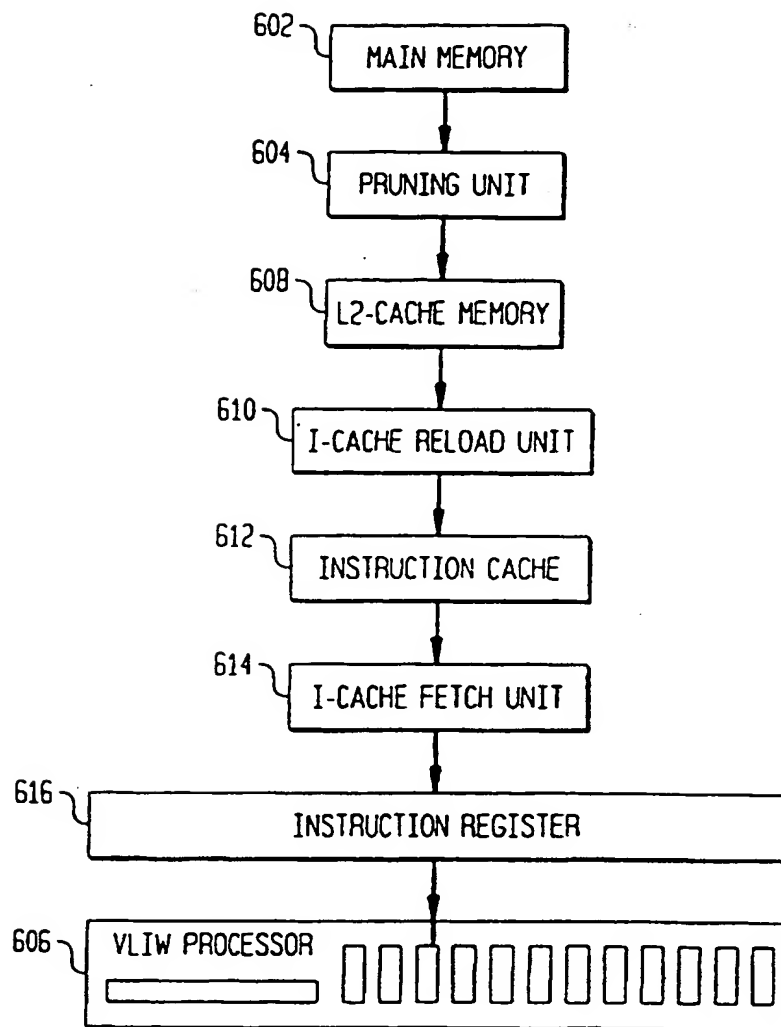 602
MAIN MEMORY
604
PRUNING UNIT
608
L2-CACHE MEMORY
610
I-CACHE RELOAD UNIT
612
INSTRUCTION CACHE
614
I-CACHE FETCH UNIT
616
INSTRUCTION REGISTER
606
VLIW PROCESSOR